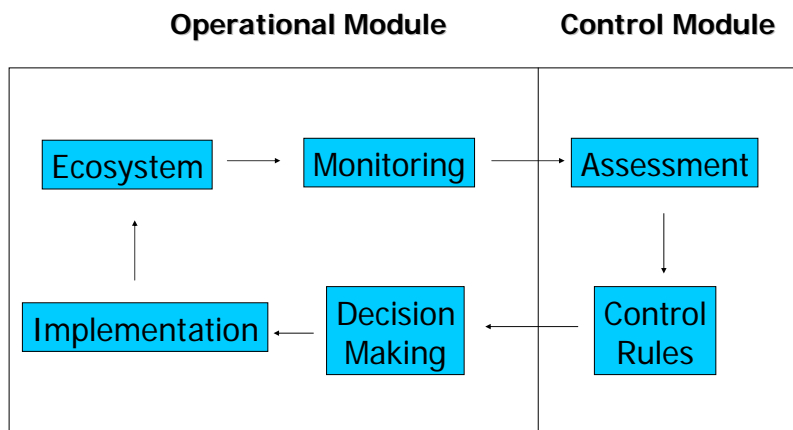 Operational Module
Control Module
Ecosystem
Monitoring
Assessment
Implementation
Decision
Making
Control
Rules